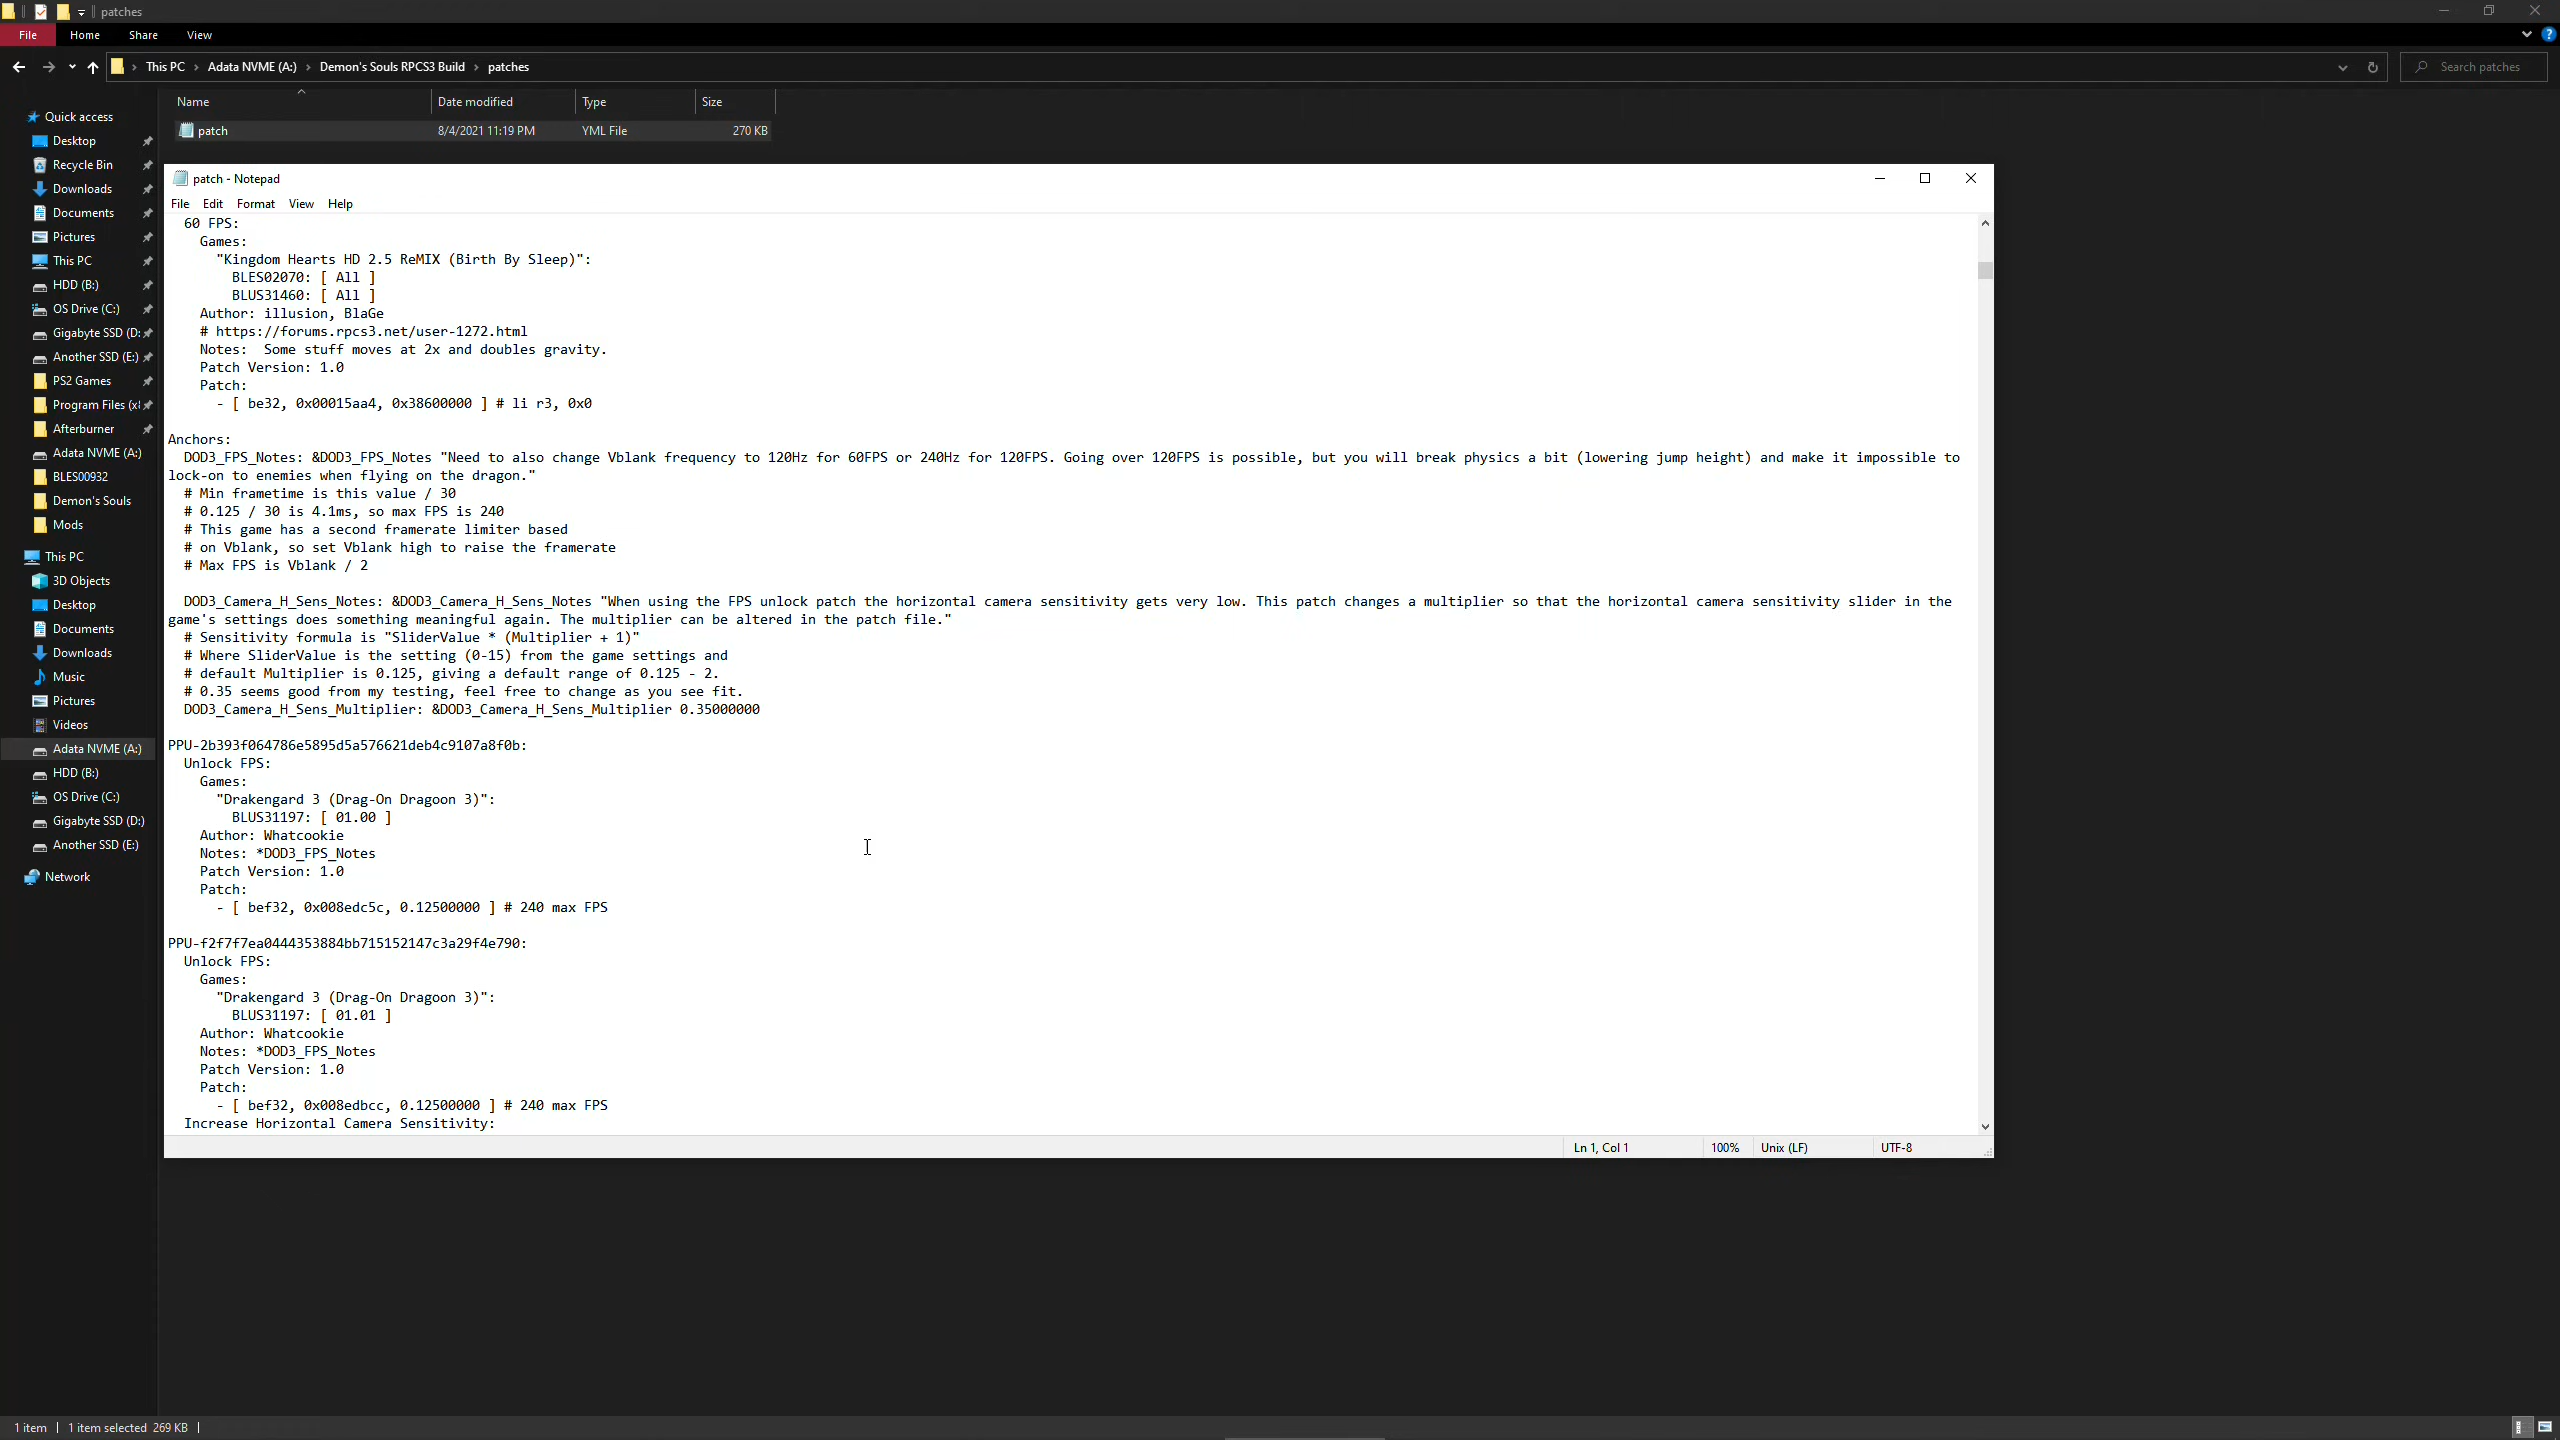 patches
File Home Share View
This PC Adata NVME (A:) Demon's Souls RPCS3 Build patches
Search patches
Name Date modified Type Size
patch 8/4/2021 11:19 PM YML File 270 KB
Quick access
Desktop
Recycle Bin
Downloads
Documents
Pictures
This PC
HDD (B:)
OS Drive (C:)
Gigabyte SSD (D:
Another SSD (E:)
PS2 Games
Program Files (x
Afterburner
Adata NVME (A:)
BLES00932
Demon's Souls
Mods
This PC
3D Objects
Desktop
Documents
Downloads
Music
Pictures
Videos
Adata NVME (A:)
HDD (B:)
OS Drive (C:)
Gigabyte SSD (D:)
Another SSD (E:)
Network
patch - Notepad
File Edit Format View Help
60 FPS:
Games:
"Kingdom Hearts HD 2.5 ReMIX (Birth By Sleep)":
BLES02070: [ All ]
BLUS31460: [ All ]
Author: illusion, BlaGe
# https://forums.rpcs3.net/user-1272.html
Notes:  Some stuff moves at 2x and doubles gravity.
Patch Version: 1.0
Patch:
- [ be32, 0x00015aa4, 0x38600000 ] # li r3, 0x0
Anchors:
DOD3_FPS_Notes: &DOD3_FPS_Notes "Need to also change Vblank frequency to 120Hz for 60FPS or 240Hz for 120FPS. Going over 120FPS is possible, but you will break physics a bit (lowering jump height) and make it impossible to
lock-on to enemies when flying on the dragon."
# Min frametime is this value / 30
# 0.125 / 30 is 4.1ms, so max FPS is 240
# This game has a second framerate limiter based
# on Vblank, so set Vblank high to raise the framerate
# Max FPS is Vblank / 2
DOD3_Camera_H_Sens_Notes: &DOD3_Camera_H_Sens_Notes "When using the FPS unlock patch the horizontal camera sensitivity gets very low. This patch changes a multiplier so that the horizontal camera sensitivity slider in the
game's settings does something meaningful again. The multiplier can be altered in the patch file."
# Sensitivity formula is "SliderValue * (Multiplier + 1)"
# Where SliderValue is the setting (0-15) from the game settings and
# default Multiplier is 0.125, giving a default range of 0.125 - 2.
# 0.35 seems good from my testing, feel free to change as you see fit.
DOD3_Camera_H_Sens_Multiplier: &DOD3_Camera_H_Sens_Multiplier 0.35000000
PPU-2b393f064786e5895d5a576621deb4c9107a8f0b:
Unlock FPS:
Games:
"Drakengard 3 (Drag-On Dragoon 3)":
BLUS31197: [ 01.00 ]
Author: Whatcookie
Notes: *DOD3_FPS_Notes
Patch Version: 1.0
Patch:
- [ bef32, 0x008edc5c, 0.12500000 ] # 240 max FPS
PPU-f2f7f7ea0444353884bb715152147c3a29f4e790:
Unlock FPS:
Games:
"Drakengard 3 (Drag-On Dragoon 3)":
BLUS31197: [ 01.01 ]
Author: Whatcookie
Notes: *DOD3_FPS_Notes
Patch Version: 1.0
Patch:
- [ bef32, 0x008edbcc, 0.12500000 ] # 240 max FPS
Increase Horizontal Camera Sensitivity:
Ln 1, Col 1 100% Unix (LF) UTF-8
1 item 1 item selected 269 KB